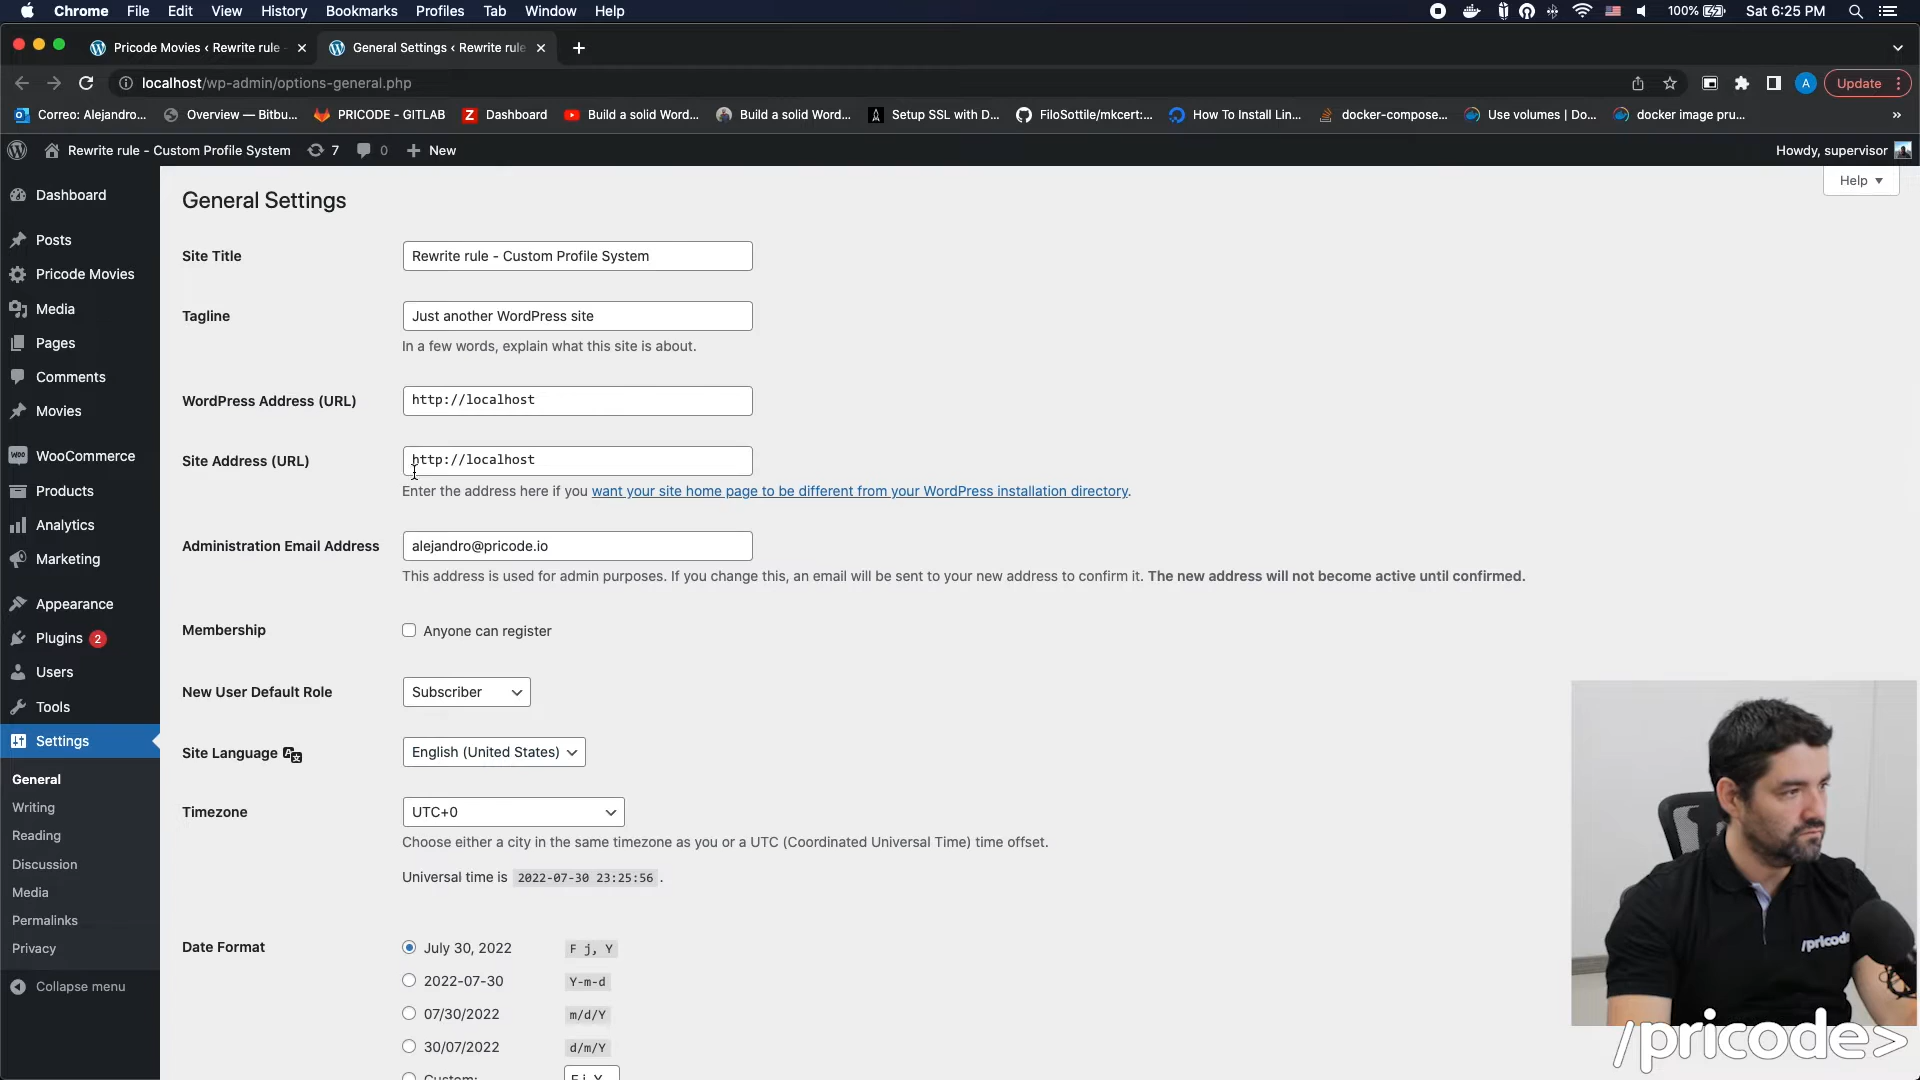 Chrome File Edit View History Bookmarks Profiles Tab Window Help 100% Sat 6:25 PM
Pricode Movies ‹ Rewrite rule
General Settings ‹ Rewrite rule
localhost/wp-admin/options-general.php
A
Update
Correo: Alejandro...
Overview — Bitbu...
PRICODE - GITLAB
Z Dashboard
Build a solid Word...
Build a solid Word...
Setup SSL with D...
FiloSottile/mkcert:...
How To Install Lin...
docker-compose...
Use volumes | Do...
docker image pru...
»
Rewrite rule - Custom Profile System 7 0 + New
Howdy, supervisor
Help
Dashboard
Posts
Pricode Movies
Media
Pages
Comments
Movies
WooCommerce
Products
Analytics
Marketing
Appearance
Plugins 2
Users
Tools
Settings
General
Writing
Reading
Discussion
Media
Permalinks
Privacy
Collapse menu
General Settings
Site Title
Rewrite rule - Custom Profile System
Tagline
Just another WordPress site
In a few words, explain what this site is about.
WordPress Address (URL)
http://localhost
Site Address (URL)
http://localhost
Enter the address here if you want your site home page to be different from your WordPress installation directory.
Administration Email Address
alejandro@pricode.io
This address is used for admin purposes. If you change this, an email will be sent to your new address to confirm it. The new address will not become active until confirmed.
Membership
Anyone can register
New User Default Role
Subscriber
Site Language
English (United States)
Timezone
UTC+0
Choose either a city in the same timezone as you or a UTC (Coordinated Universal Time) time offset.
Universal time is 2022-07-30 23:25:56 .
Date Format
July 30, 2022 F j, Y
2022-07-30 Y-m-d
07/30/2022 m/d/Y
30/07/2022 d/m/Y
Custom: F j, Y
/pricode
/pricode>